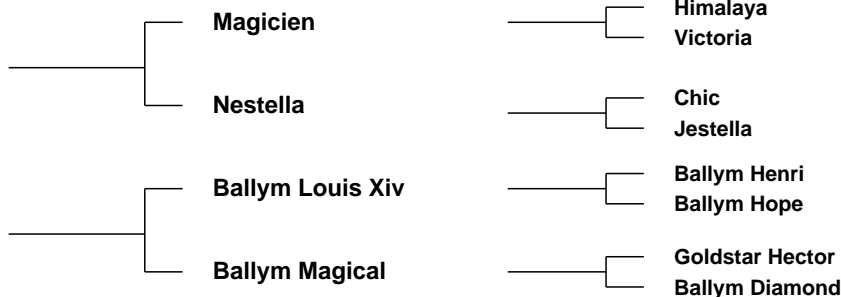 Magicien
Himalaya
Victoria
Nestella
Chic
Jestella
Ballym Louis Xiv
Ballym Henri
Ballym Hope
Ballym Magical
Goldstar Hector
Ballym Diamond